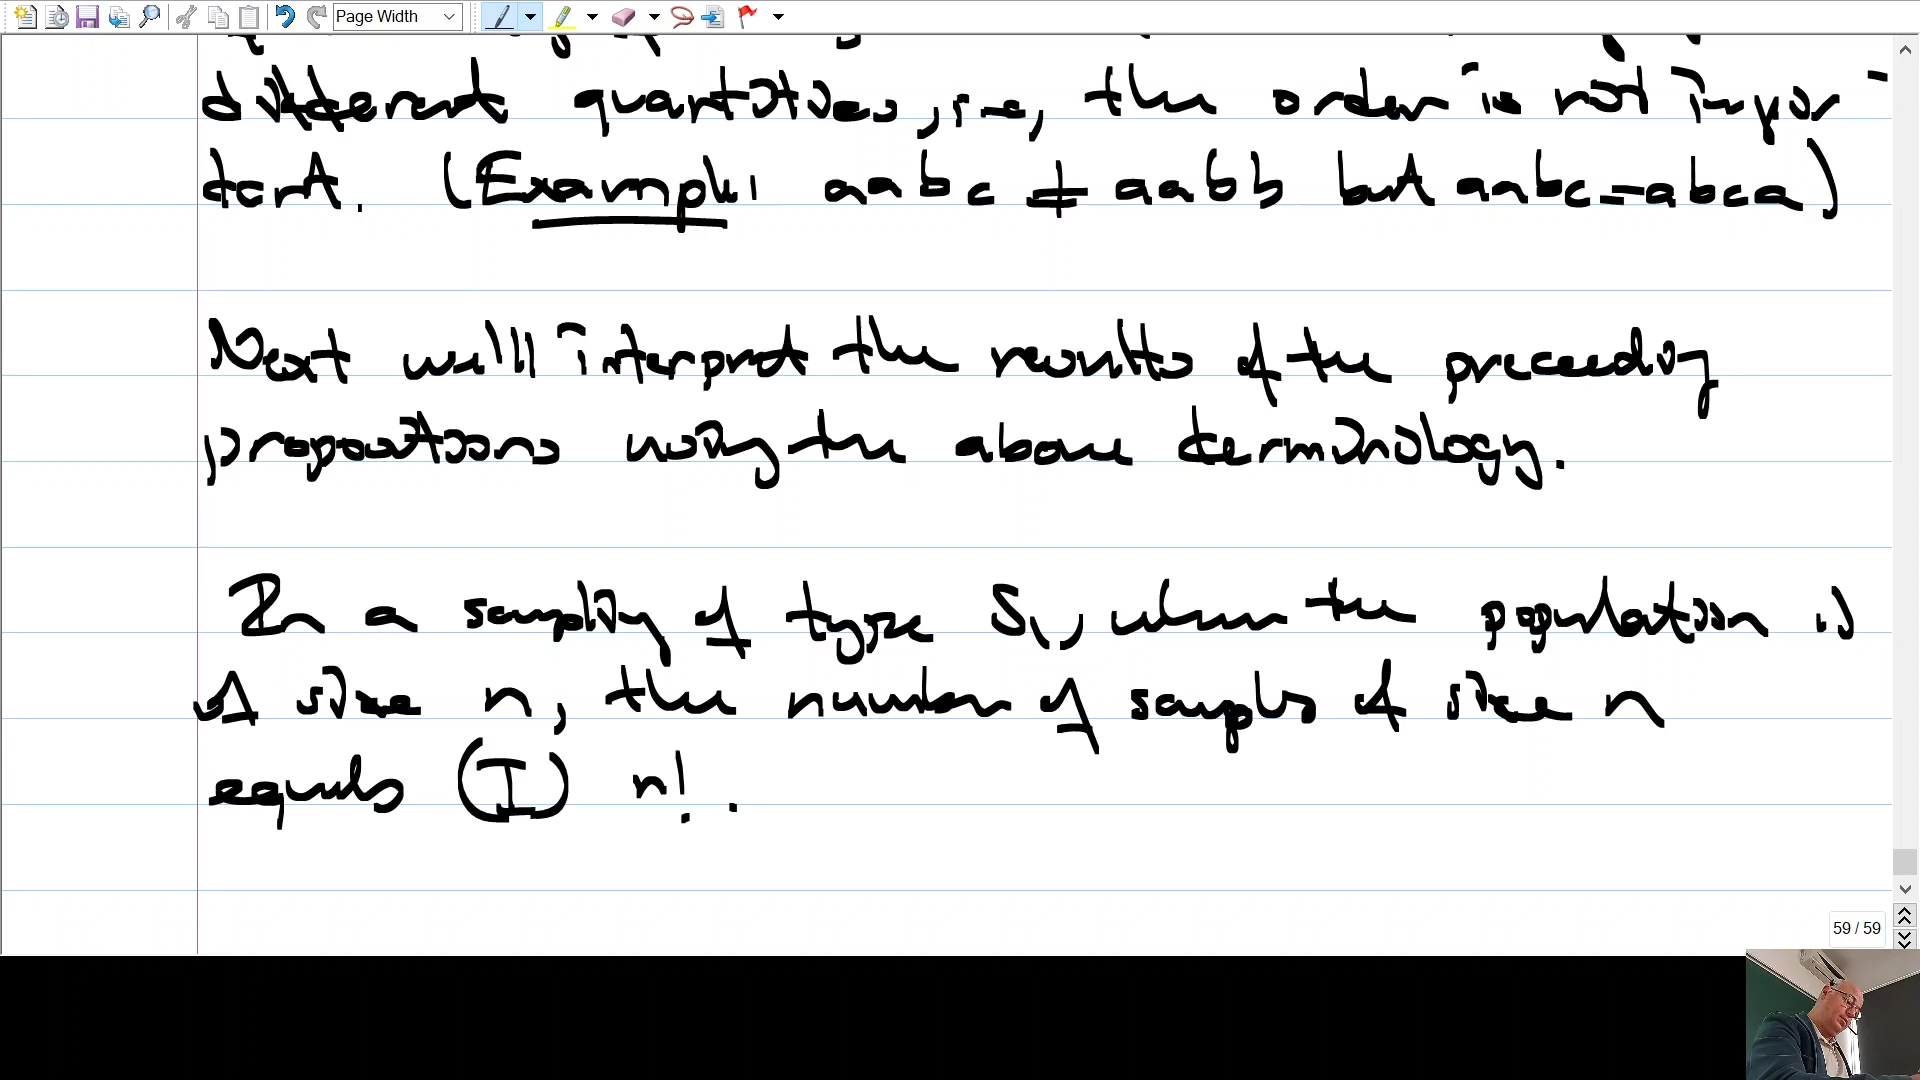 Page Width
different quantities, i.e, the order is not impor-
tant. (Example: aabc ≠ aabb but aabc=abca)
Next we'll interpret the results of the preceeding
propositions using the above terminology.
In a sampling of type S1, when the population is
of size n, the number of samples of size n
equals (I) n!.
59 / 59